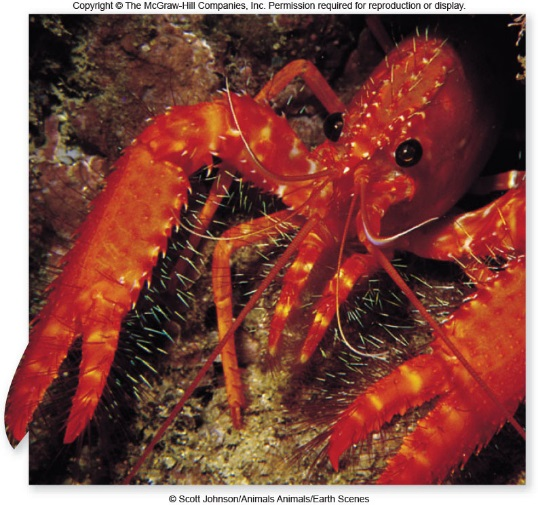 Copyright © The McGraw-Hill Companies, Inc. Permission required for reproduction or display.
© Scott Johnson/Animals Animals/Earth Scenes